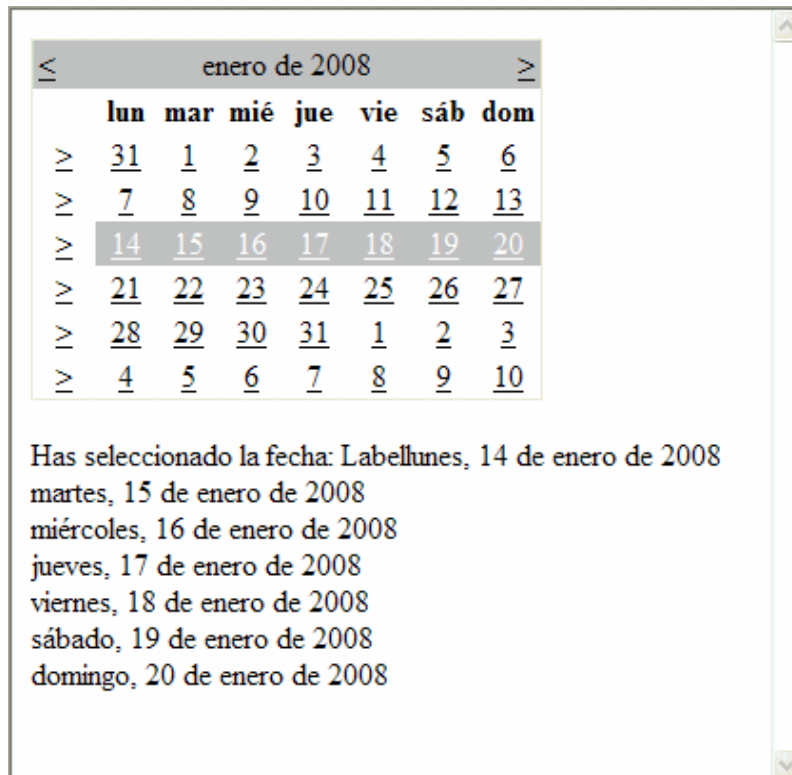 < enero de 2008 >
lun mar mié jue vie sáb dom
> 31 1 2 3 4 5 6
> 7 8 9 10 11 12 13
> 14 15 16 17 18 19 20
> 21 22 23 24 25 26 27
> 28 29 30 31 1 2 3
> 4 5 6 7 8 9 10
Has seleccionado la fecha: Labellunes, 14 de enero de 2008
martes, 15 de enero de 2008
miércoles, 16 de enero de 2008
jueves, 17 de enero de 2008
viernes, 18 de enero de 2008
sábado, 19 de enero de 2008
domingo, 20 de enero de 2008